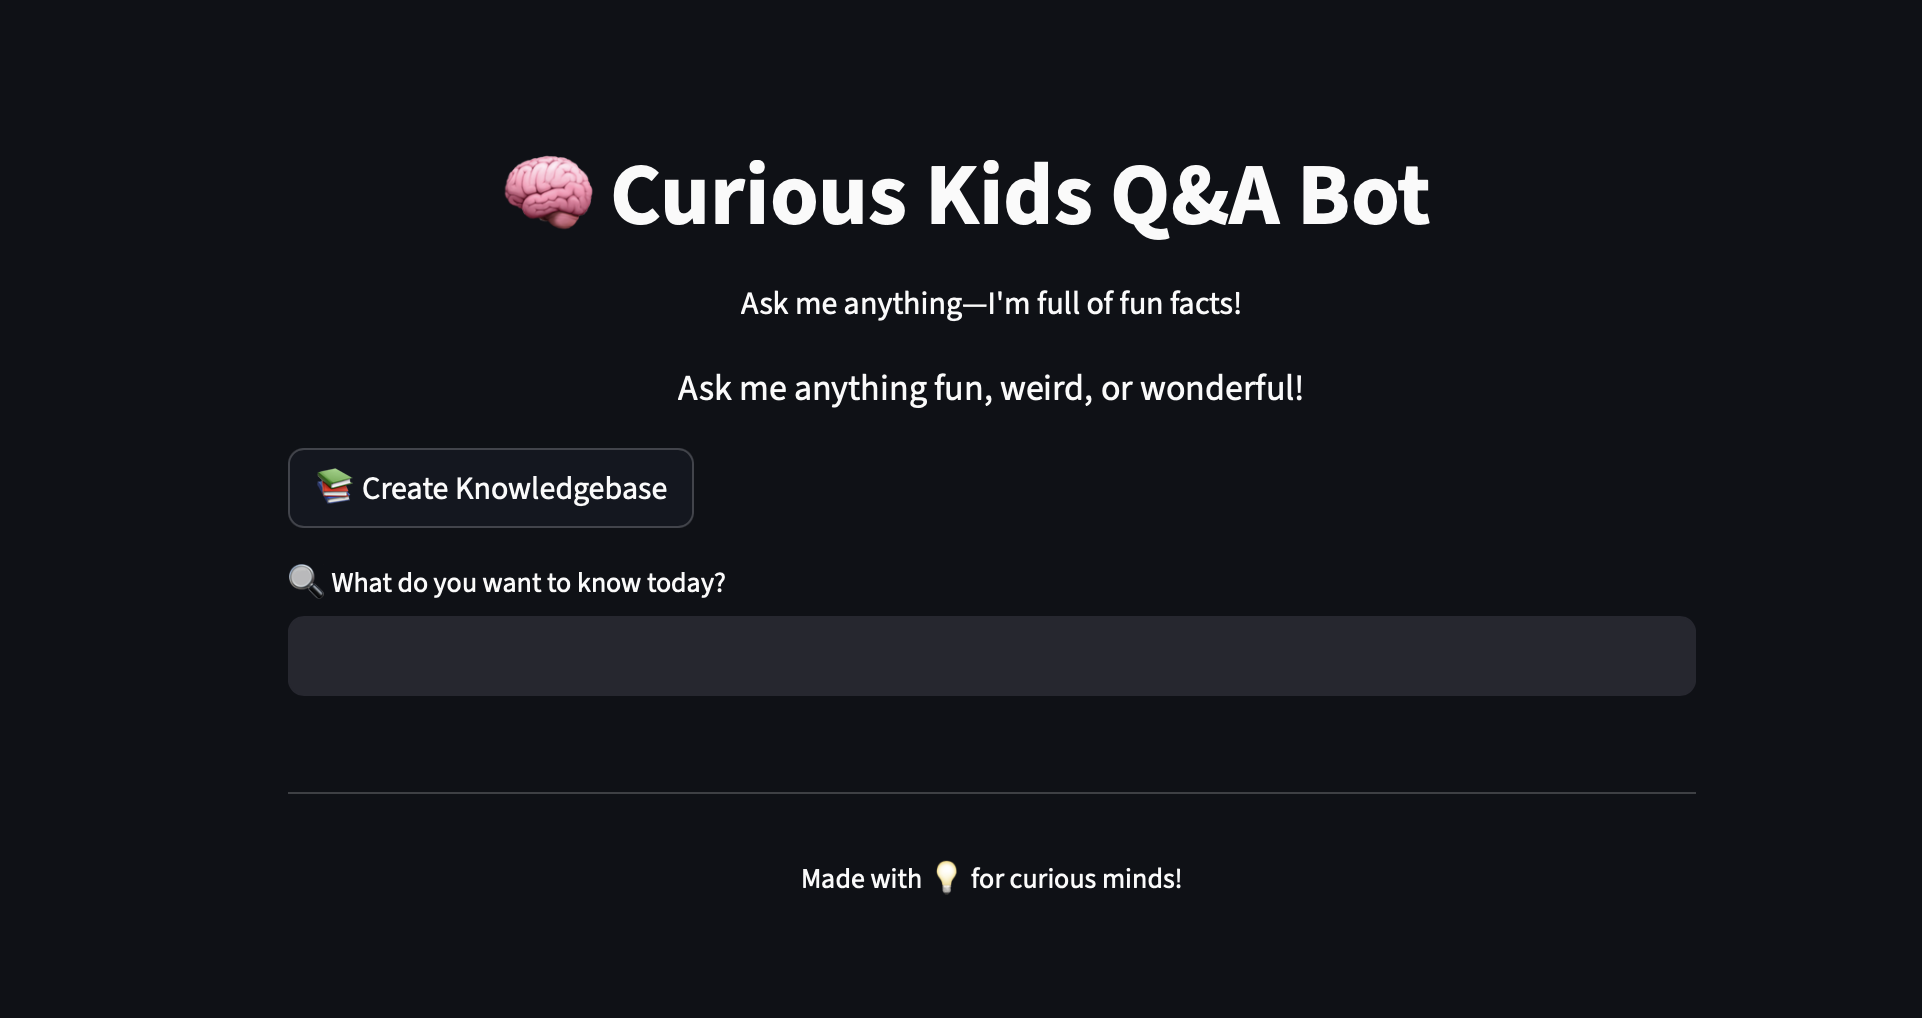 🧠 Curious Kids Q&A Bot
Ask me anything—I'm full of fun facts!
Ask me anything fun, weird, or wonderful!
📚 Create Knowledgebase
🔍 What do you want to know today?
Made with 💡 for curious minds!